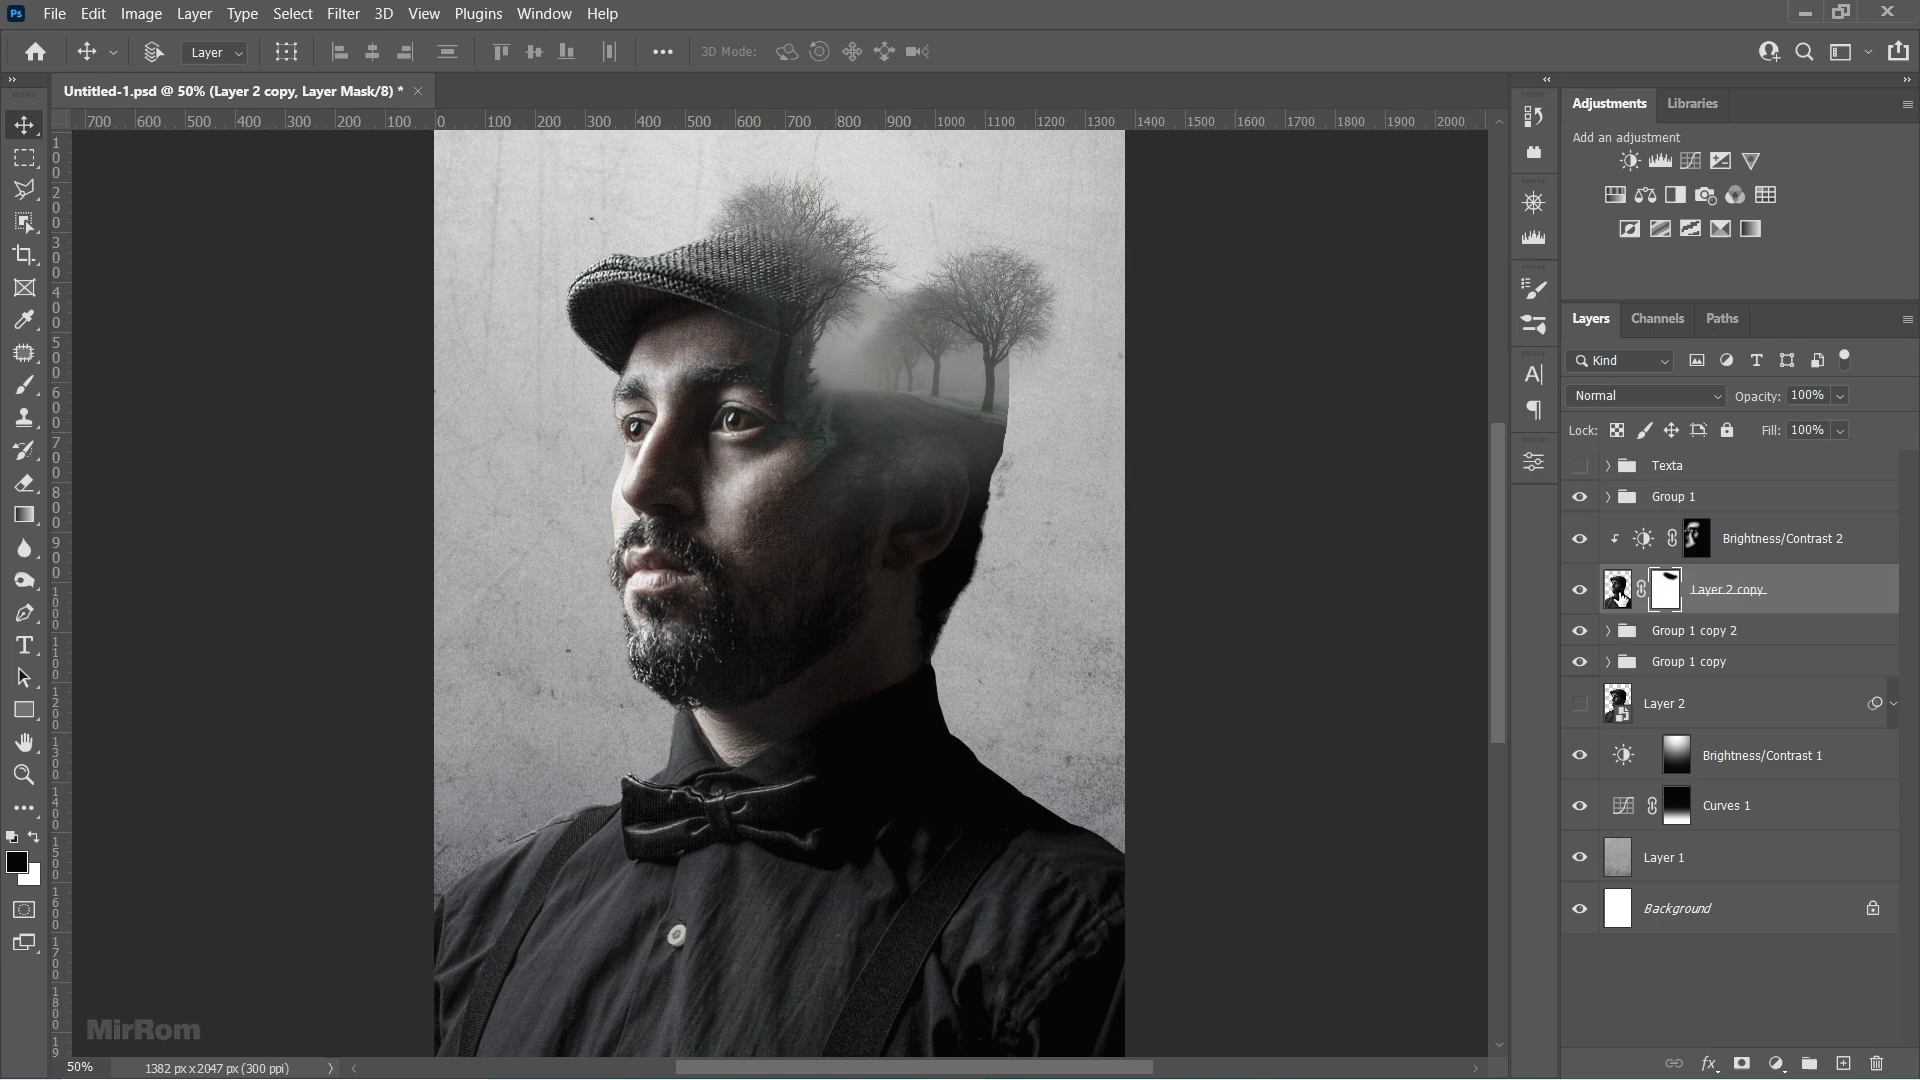 Ps File Edit Image Layer Type Select Filter 3D View Plugins Window Help
Layer 3D Mode:
Untitled-1.psd @ 50% (Layer 2 copy, Layer Mask/8) *
700 600 500 400 300 200 100 0 100 200 300 400 500 600 700 800 900 1000 1100 1200 1300 1400 1500 1600 1700 1800 1900 2000
Adjustments Libraries
Add an adjustment
Layers Channels Paths
Kind
Normal Opacity: 100%
Lock: Fill: 100%
Texta
Group 1
Brightness/Contrast 2
Layer 2 copy
Group 1 copy 2
Group 1 copy
Layer 2
Brightness/Contrast 1
Curves 1
Layer 1
Background
MirRom
50% 1382 px x 2047 px (300 ppi)
fx